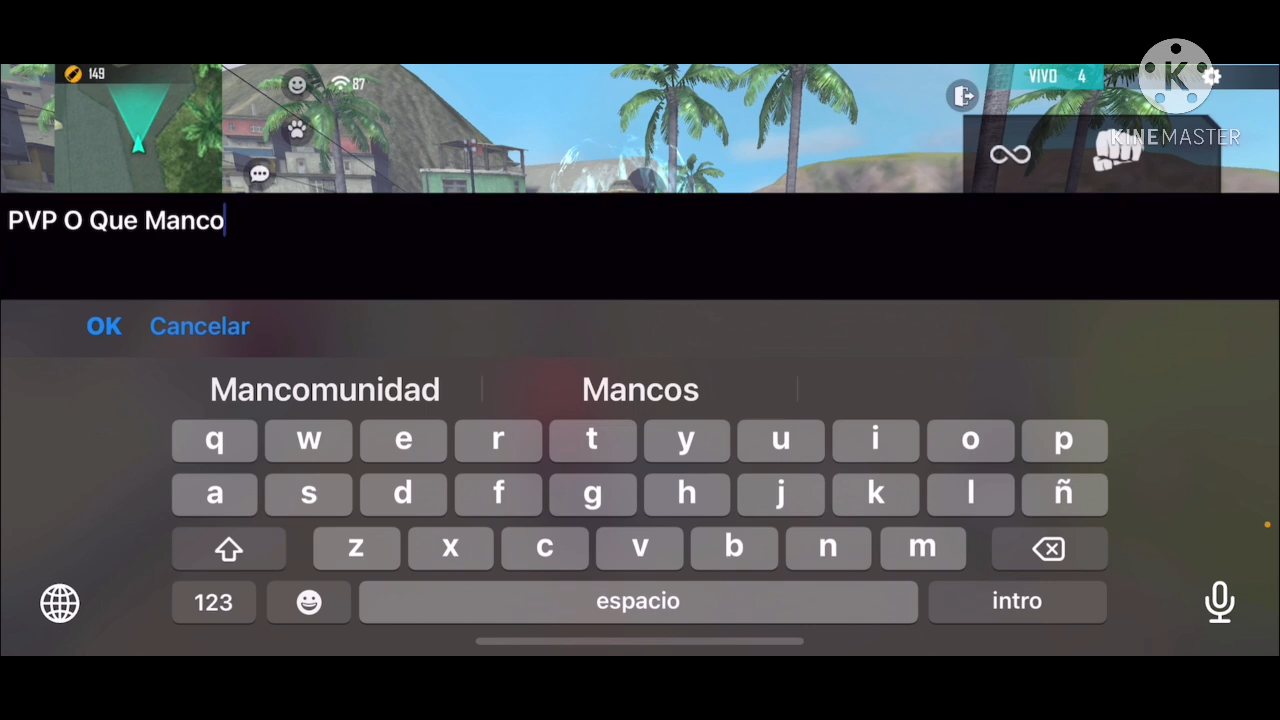 149
87
VIVO 4
K
KINEMASTER
PVP O Que Manco
OK Cancelar
Mancomunidad Mancos
q w e r t y u i o p
a s d f g h j k l ñ
z x c v b n m
123 espacio intro